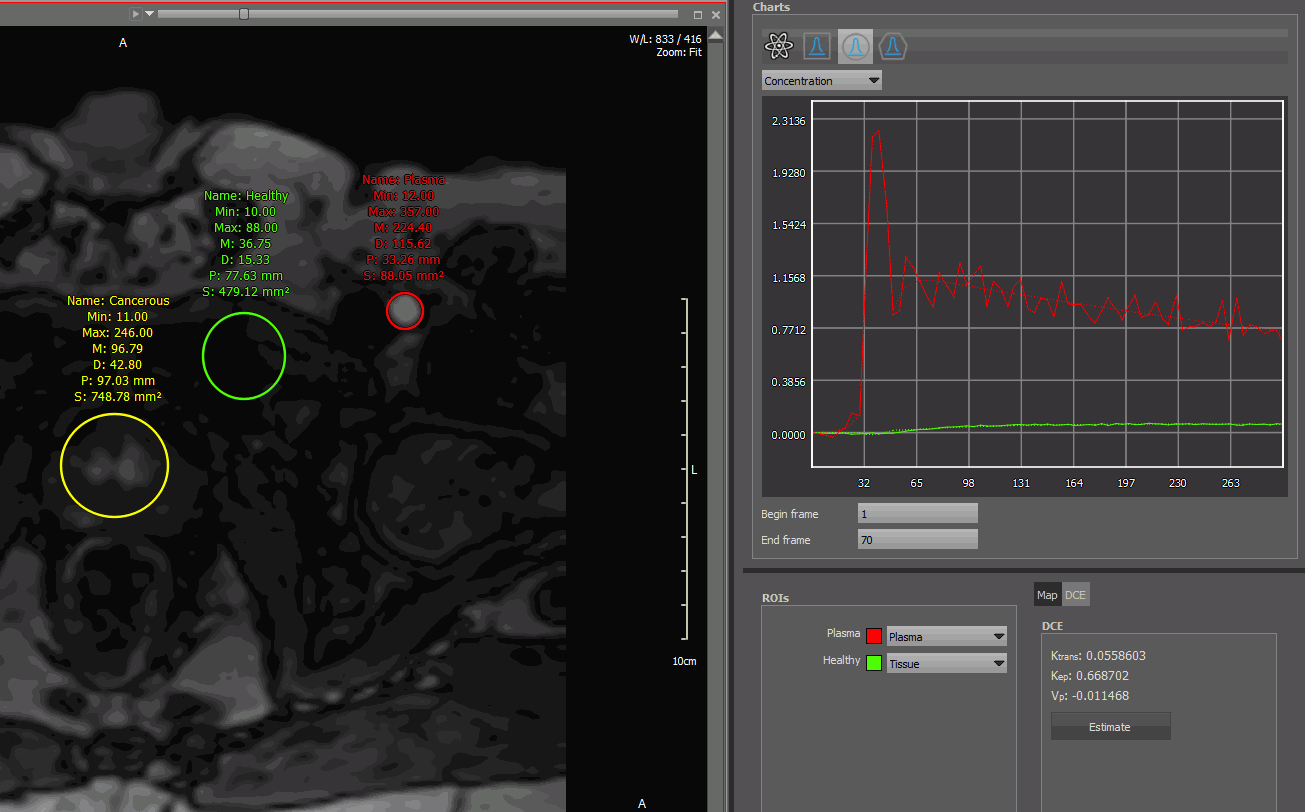 A
W/L: 833 / 416
Zoom: Fit
Name: Healthy
Min: 10.00
Max: 88.00
M: 36.75
D: 15.33
P: 77.63 mm
S: 479.12 mm²
Name: Plasma
Min: 12.00
Max: 357.00
M: 224.40
D: 115.62
P: 33.26 mm
S: 88.05 mm²
Name: Cancerous
Min: 11.00
Max: 246.00
M: 96.79
D: 42.80
P: 97.03 mm
S: 748.78 mm²
L
10cm
A
Charts
Concentration
2.3136
1.9280
1.5424
1.1568
0.7712
0.3856
0.0000
32 65 98 131 164 197 230 263
Begin frame 1
End frame 70
ROIs
Plasma Plasma
Healthy Tissue
Map DCE
DCE
Ktrans: 0.0558603
Kep: 0.668702
Vp: -0.011468
Estimate